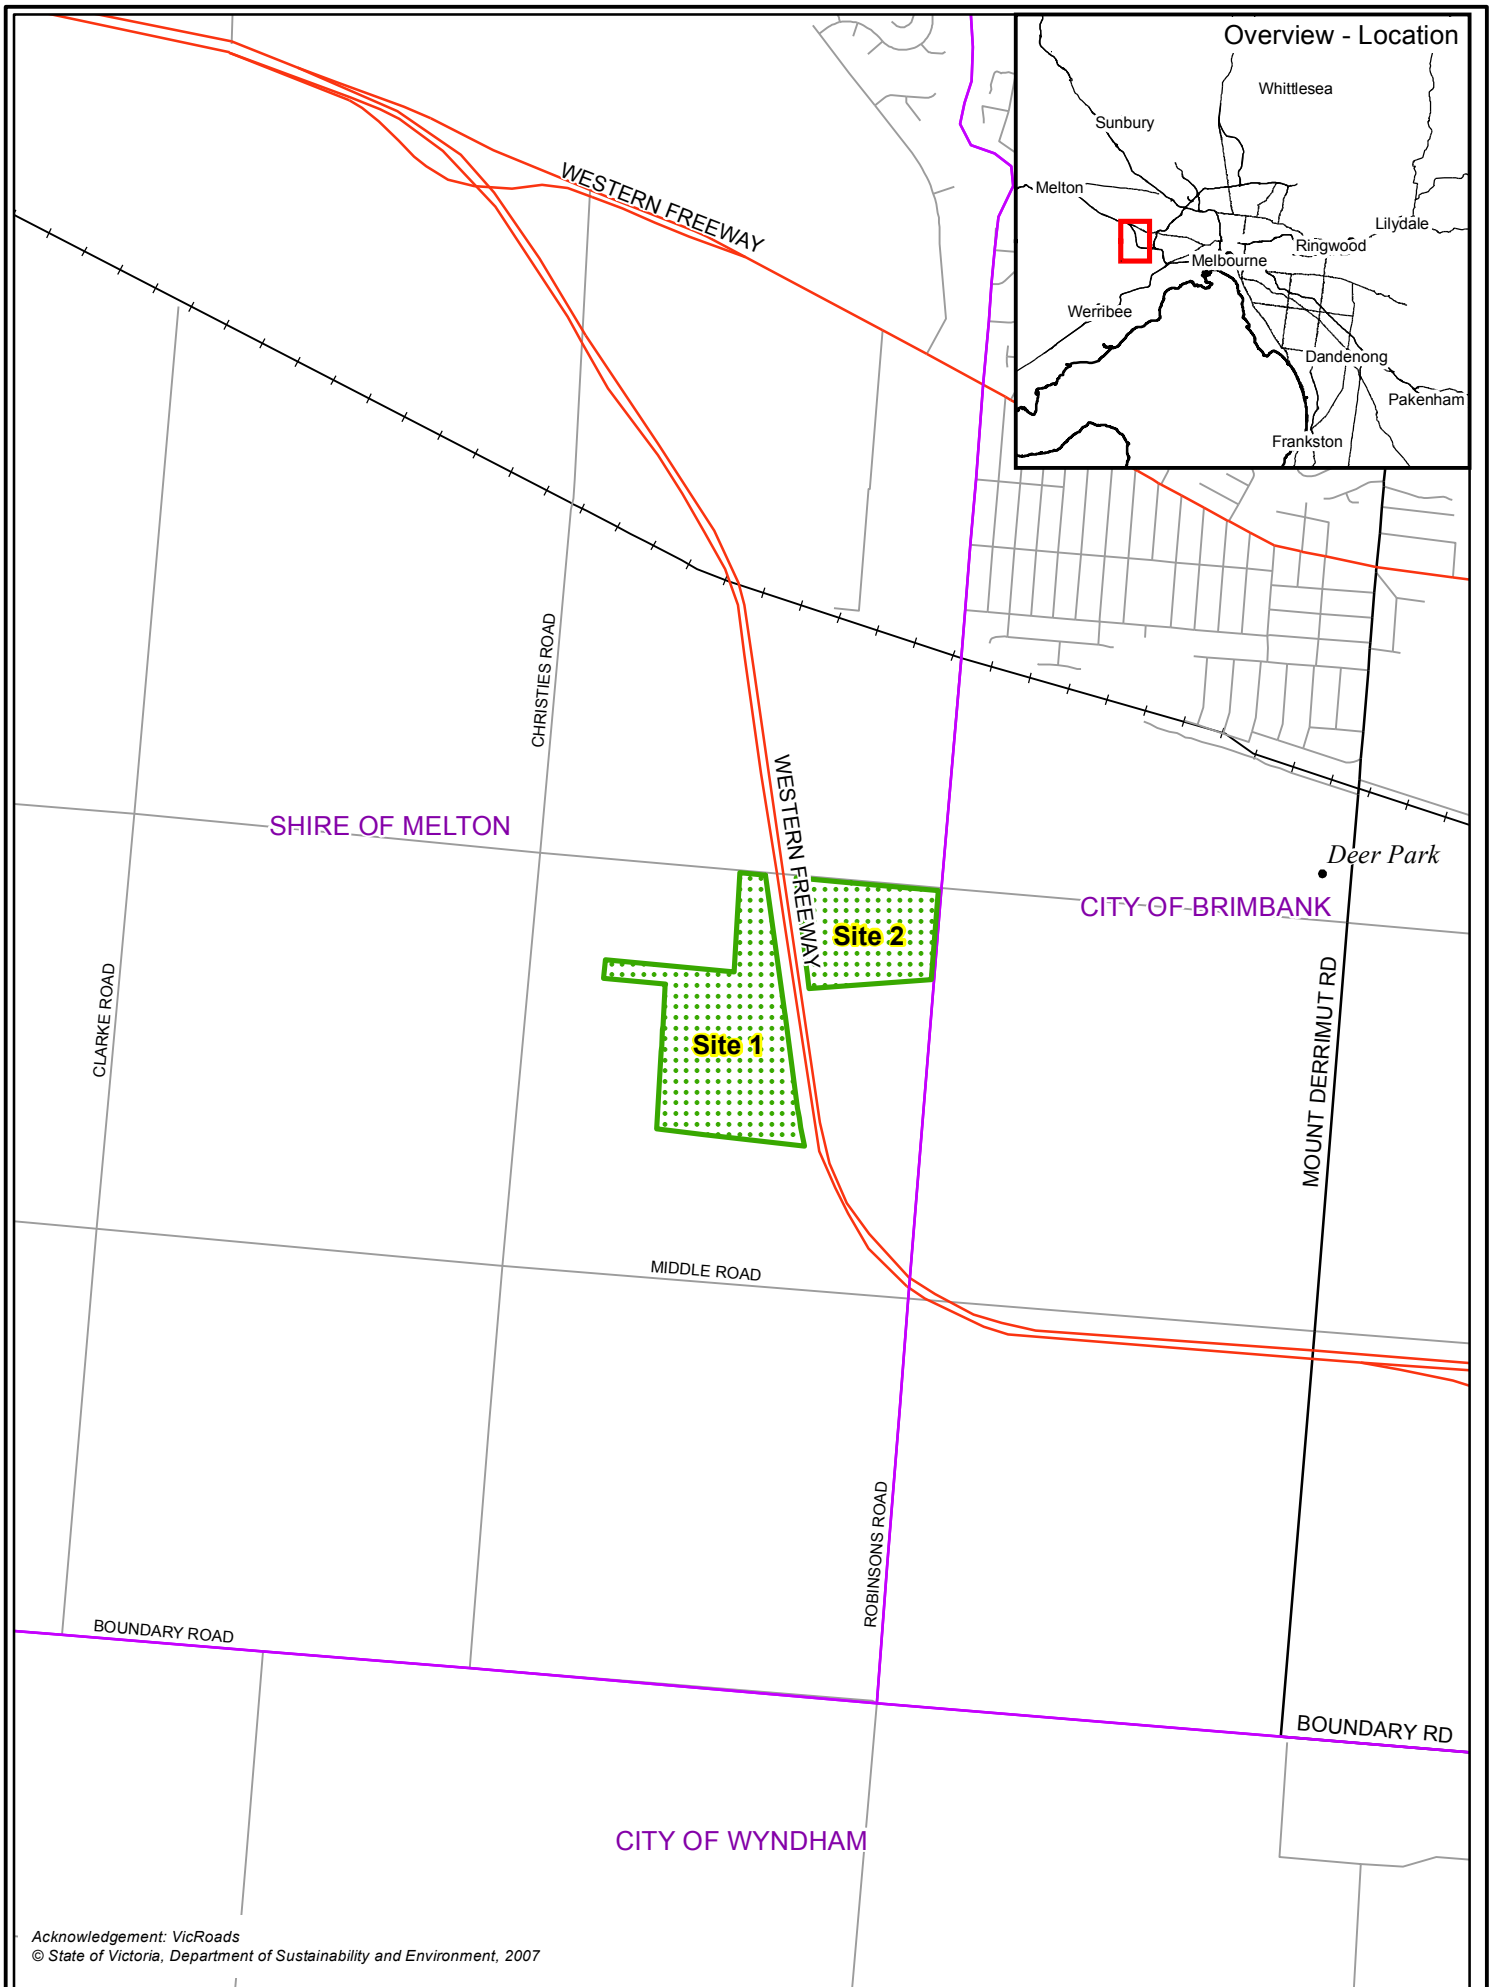 Overview - Location
Whittlesea
Sunbury
Melton
Lilydale
Ringwood
Melbourne
Werribee
Dandenong
Pakenham
Frankston
WESTERN FREEWAY
CHRISTIES ROAD
WESTERN FREEWAY
SHIRE OF MELTON
Deer Park
CITY OF BRIMBANK
Site 2
CLARKE ROAD
Site 1
MOUNT DERRIMUT RD
MIDDLE ROAD
ROBINSONS ROAD
BOUNDARY ROAD
BOUNDARY RD
CITY OF WYNDHAM
Acknowledgement: VicRoads
© State of Victoria, Department of Sustainability and Environment, 2007